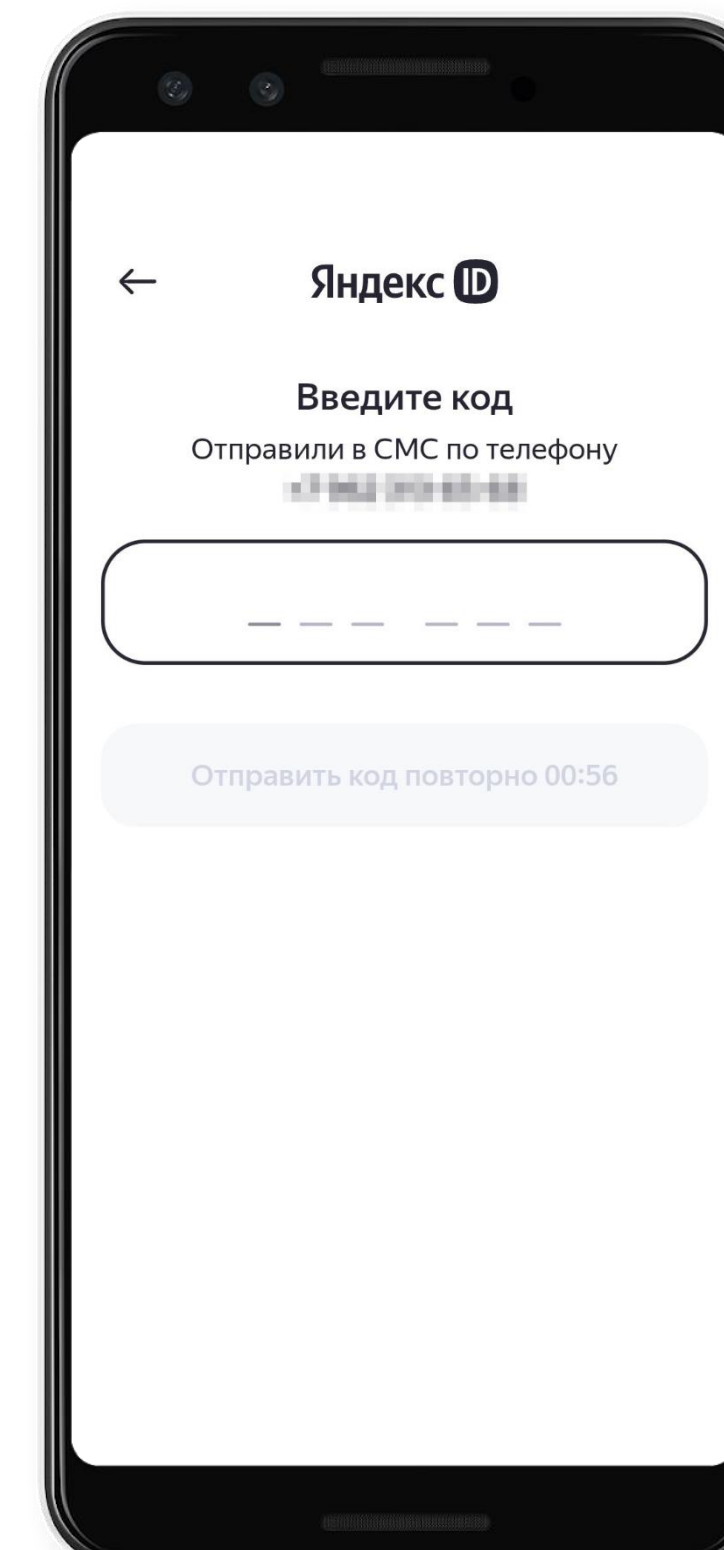 Яндекс ID
Введите код
Отправили в СМС по телефону
Отправить код повторно 00:56